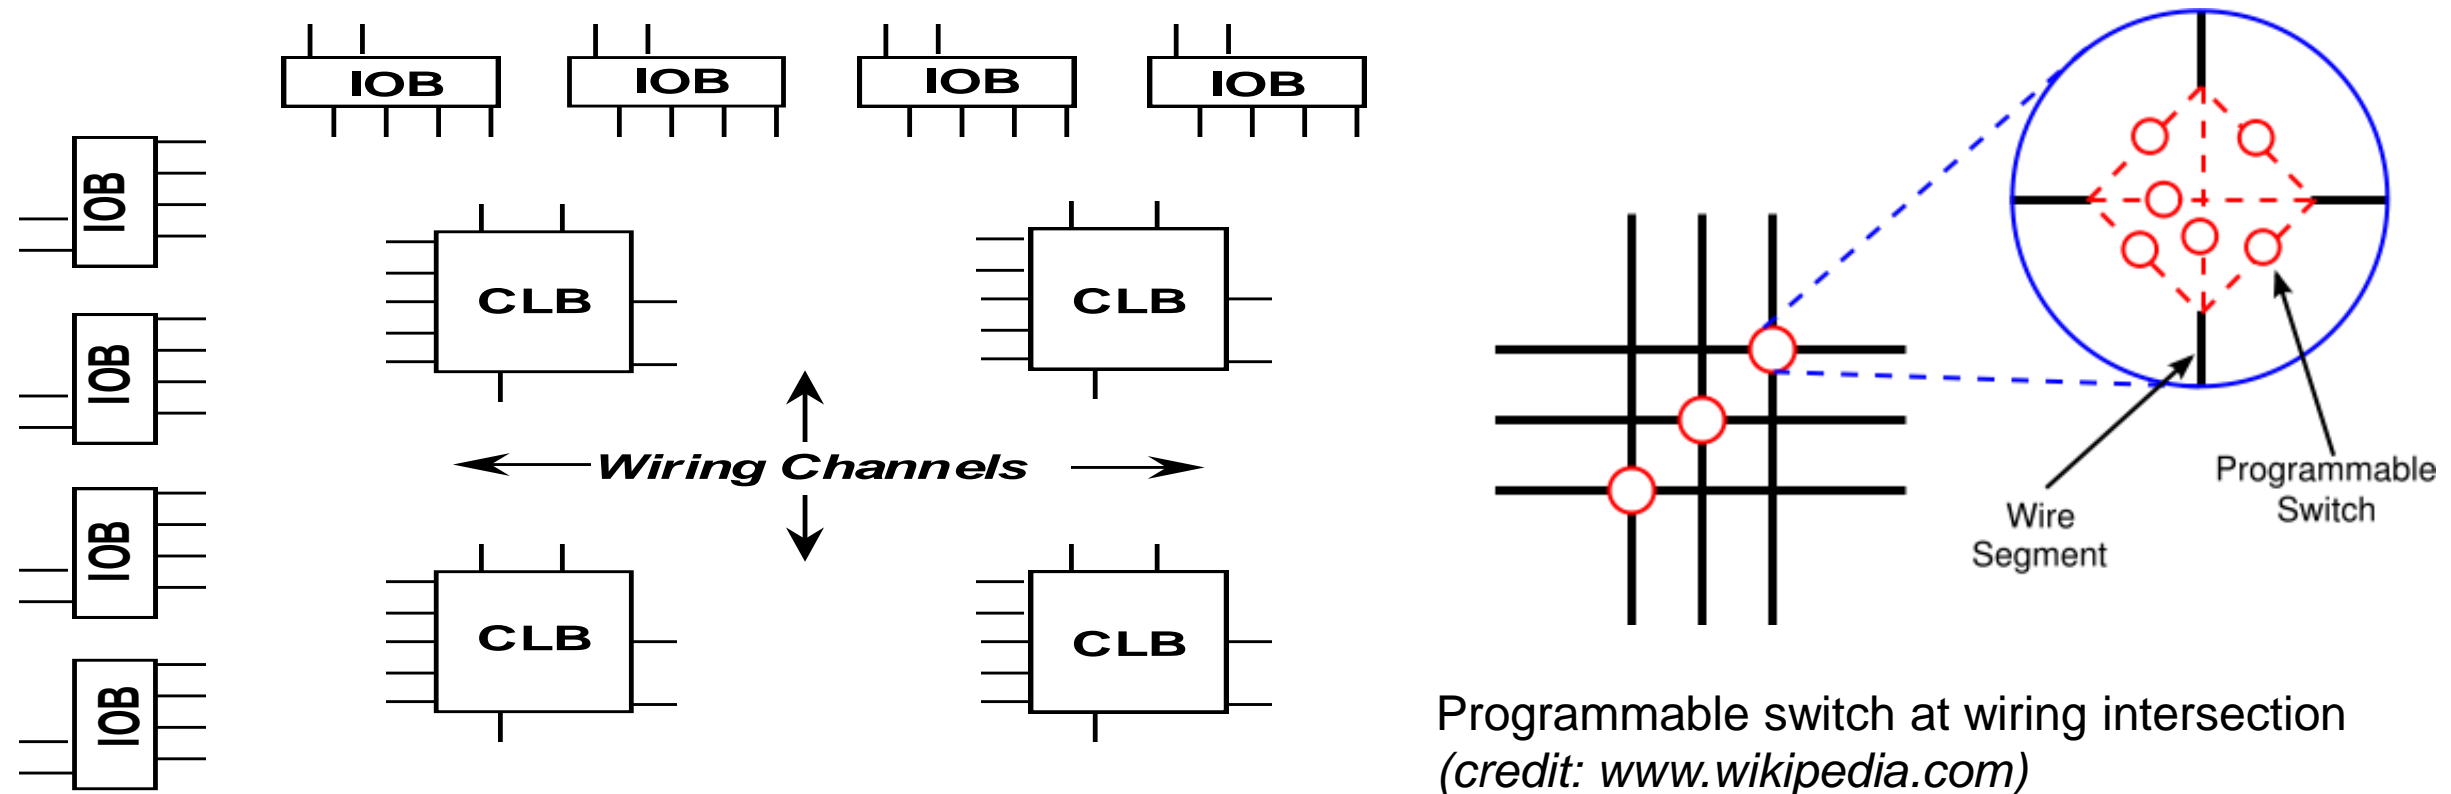 IOB
IOB
IOB
IOB
IOB
IOB
IOB
IOB
CLB
CLB
Wiring Channels
CLB
CLB
Programmable
Switch
Wire
Segment
Programmable switch at wiring intersection
(credit: www.wikipedia.com)